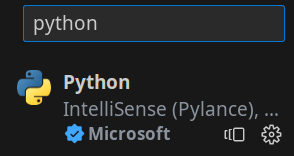 python
Python
IntelliSense (Pylance), ...
Microsoft